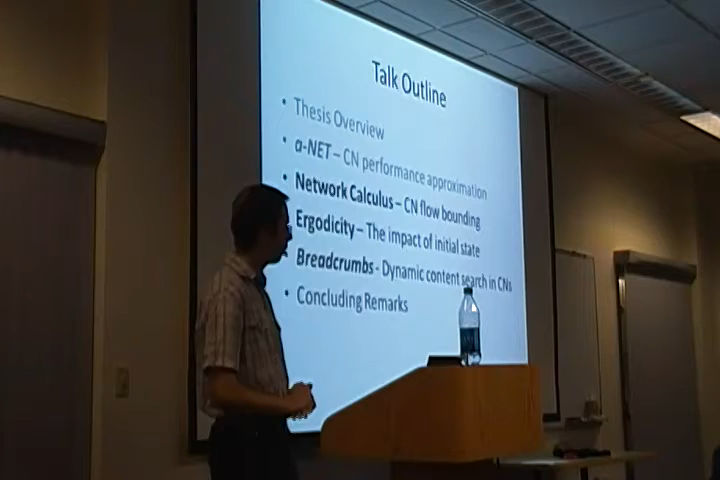 Talk Outline
• Thesis Overview
• α-NET – CN performance approximation
• Network Calculus – CN flow bounding
Ergodicity – The impact of initial state
Breadcrumbs - Dynamic content search in CNs
• Concluding Remarks